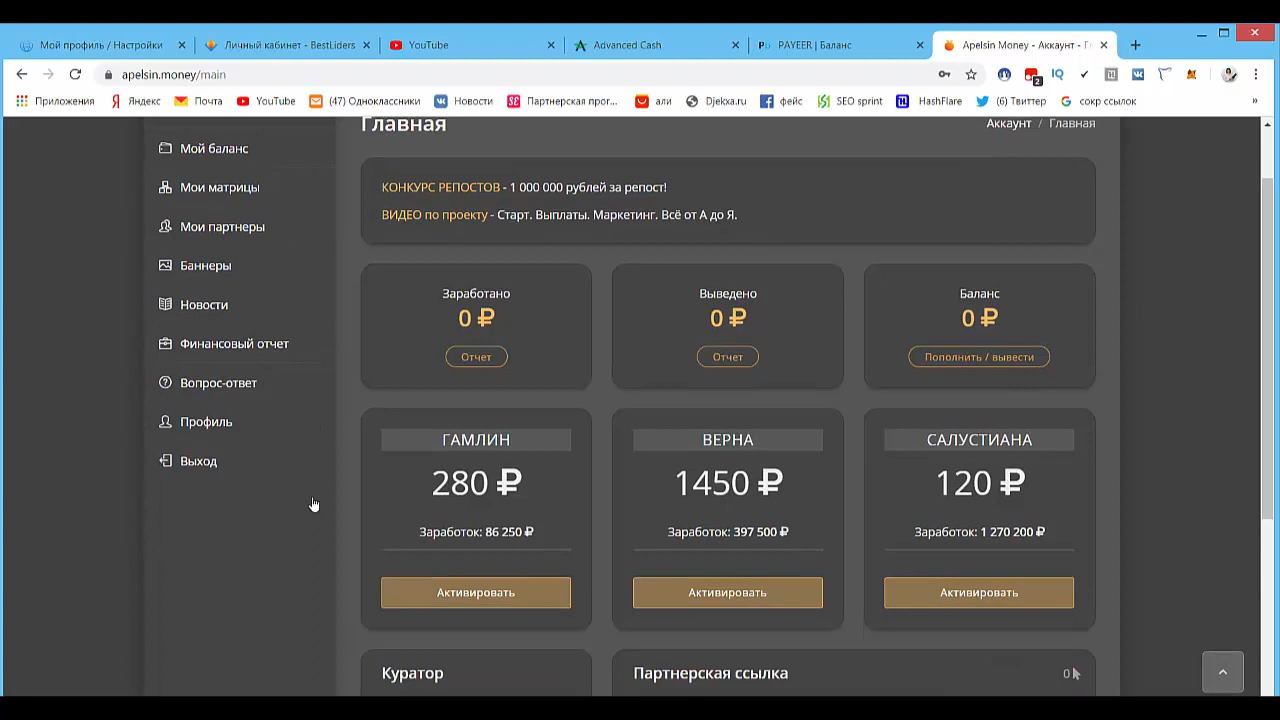 Мой профиль / Настройки
Личный кабинет - BestLiders
YouTube
Advanced Cash
PAYEER | Баланс
Apelsin Money - Аккаунт - Г
apelsin.money/main
Приложения
Яндекс
Почта
YouTube
(47) Одноклассники
Новости
Партнерская прог...
али
Djekxa.ru
фейс
SEO sprint
HashFlare
(6) Твиттер
сокр ссылок
Главная
Аккаунт / Главная
Мой баланс
Мои матрицы
Мои партнеры
Баннеры
Новости
Финансовый отчет
Вопрос-ответ
Профиль
Выход
КОНКУРС РЕПОСТОВ - 1 000 000 рублей за репост!
ВИДЕО по проекту - Старт. Выплаты. Маркетинг. Всё от А до Я.
Заработано
0 ₽
Отчет
Выведено
0 ₽
Отчет
Баланс
0 ₽
Пополнить / вывести
ГАМЛИН
280 ₽
Заработок: 86 250 ₽
Активировать
ВЕРНА
1450 ₽
Заработок: 397 500 ₽
Активировать
САЛУСТИАНА
120 ₽
Заработок: 1 270 200 ₽
Активировать
Куратор
Партнерская ссылка
0